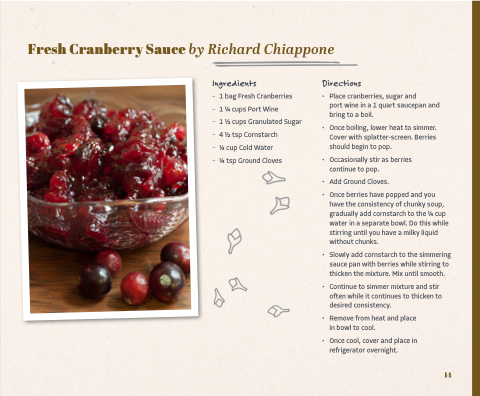 Fresh Cranberry Sauce by Richard Chiappone
Ingredients
- 1 bag Fresh Cranberries
- 1 ¼ cups Port Wine
- 1 ½ cups Granulated Sugar
- 4 ½ tsp Cornstarch
- ¼ cup Cold Water
- ¼ tsp Ground Cloves
Directions
• Place cranberries, sugar and
port wine in a 1 quart saucepan and
bring to a boil.
• Once boiling, lower heat to simmer.
Cover with splatter-screen. Berries
should begin to pop.
• Occasionally stir as berries
continue to pop.
• Add Ground Cloves.
• Once berries have popped and you
have the consistency of chunky soup,
gradually add cornstarch to the ¼ cup
water in a separate bowl. Do this while
stirring until you have a milky liquid
without chunks.
• Slowly add cornstarch to the simmering
sauce pan with berries while stirring to
thicken the mixture. Mix until smooth.
• Continue to simmer mixture and stir
often while it continues to thicken to
desired consistency.
• Remove from heat and place
in bowl to cool.
• Once cool, cover and place in
refrigerator overnight.